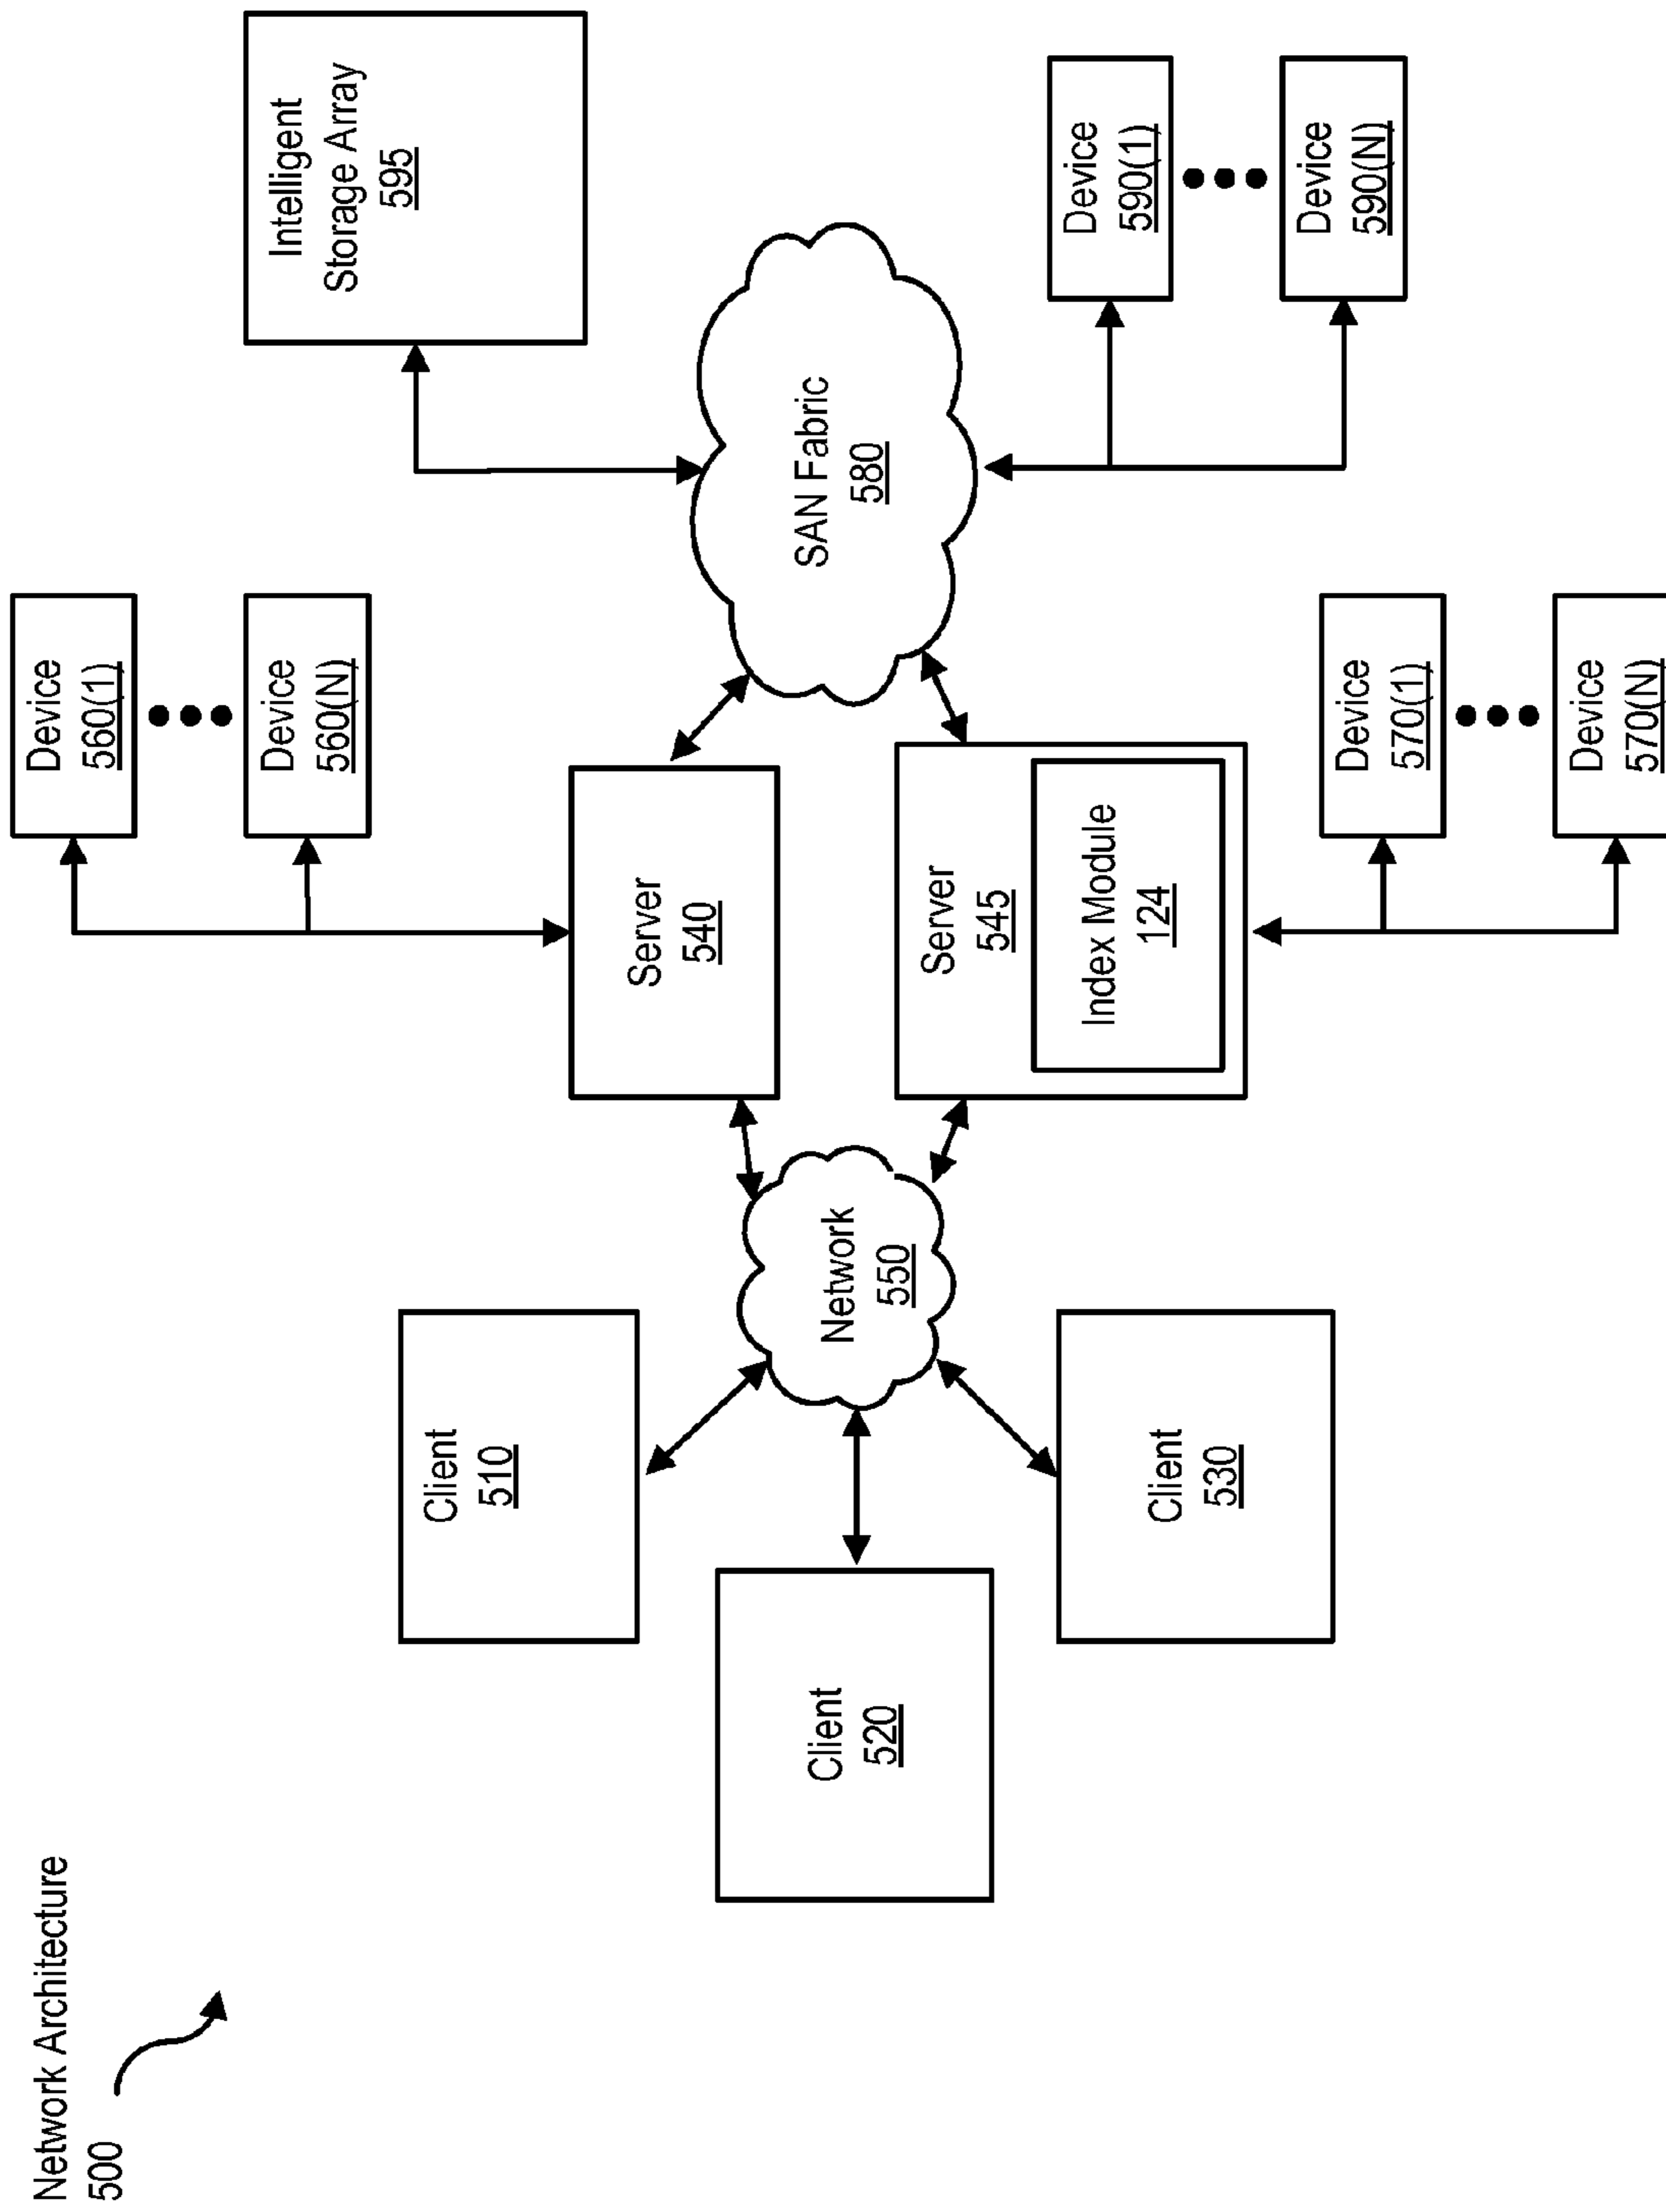 Network Architecture
500
Device
560(1)
Device
560(N)
Intelligent
Storage Array
595
Client
510
Server
540
Client
520
Network
550
SAN Fabric
580
Server
545
Index Module
124
Client
530
Device
590(1)
Device
590(N)
Device
570(1)
Device
570(N)